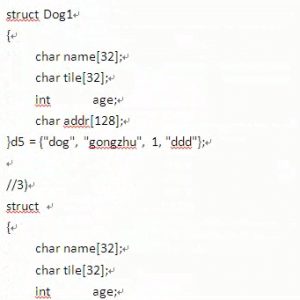 struct Dog1
{
char name[32];
char tile[32];
int age;
char addr[128];
}d5 = {"dog", "gongzhu", 1, "ddd"};
//3)
struct
{
char name[32];
char tile[32];
int age;